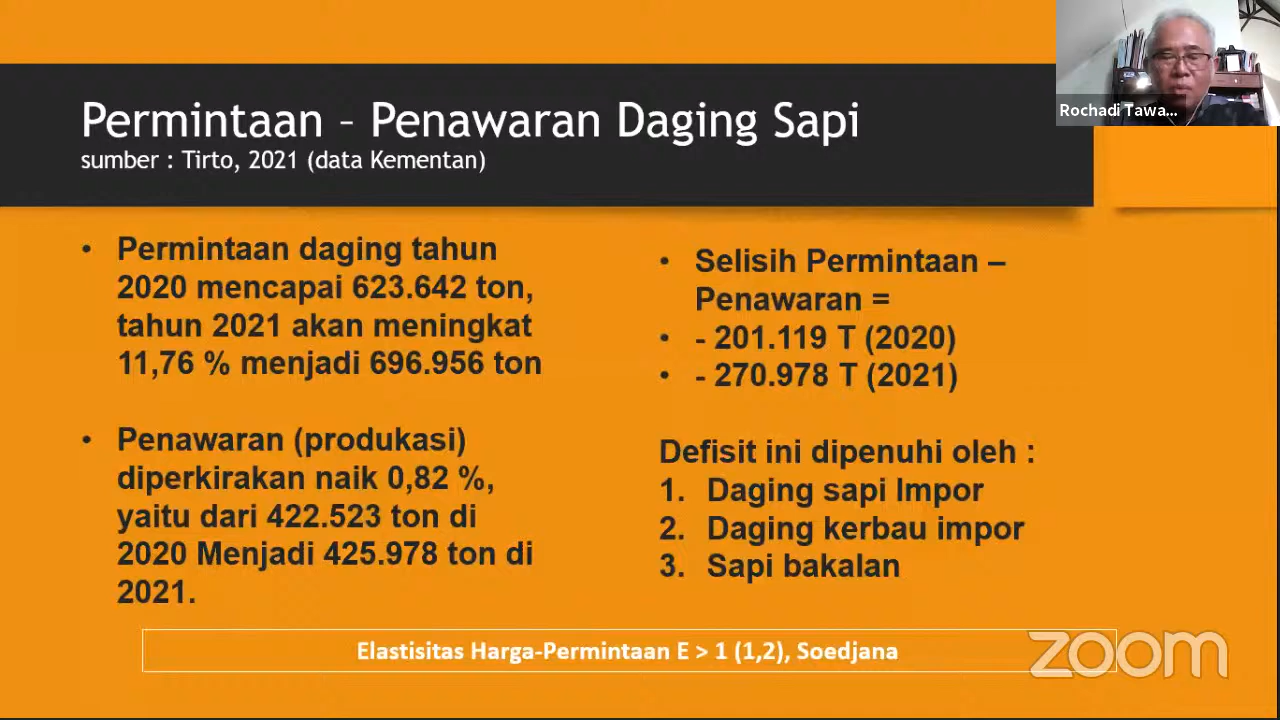 Rochadi Tawa...
Permintaan – Penawaran Daging Sapi
sumber : Tirto, 2021 (data Kementan)
• Permintaan daging tahun
2020 mencapai 623.642 ton,
tahun 2021 akan meningkat
11,76 % menjadi 696.956 ton
• Penawaran (produkasi)
diperkirakan naik 0,82 %,
yaitu dari 422.523 ton di
2020 Menjadi 425.978 ton di
2021.
• Selisih Permintaan –
Penawaran =
• - 201.119 T (2020)
• - 270.978 T (2021)
Defisit ini dipenuhi oleh :
1. Daging sapi Impor
2. Daging kerbau impor
3. Sapi bakalan
Elastisitas Harga-Permintaan E > 1 (1,2), Soedjana
zoom